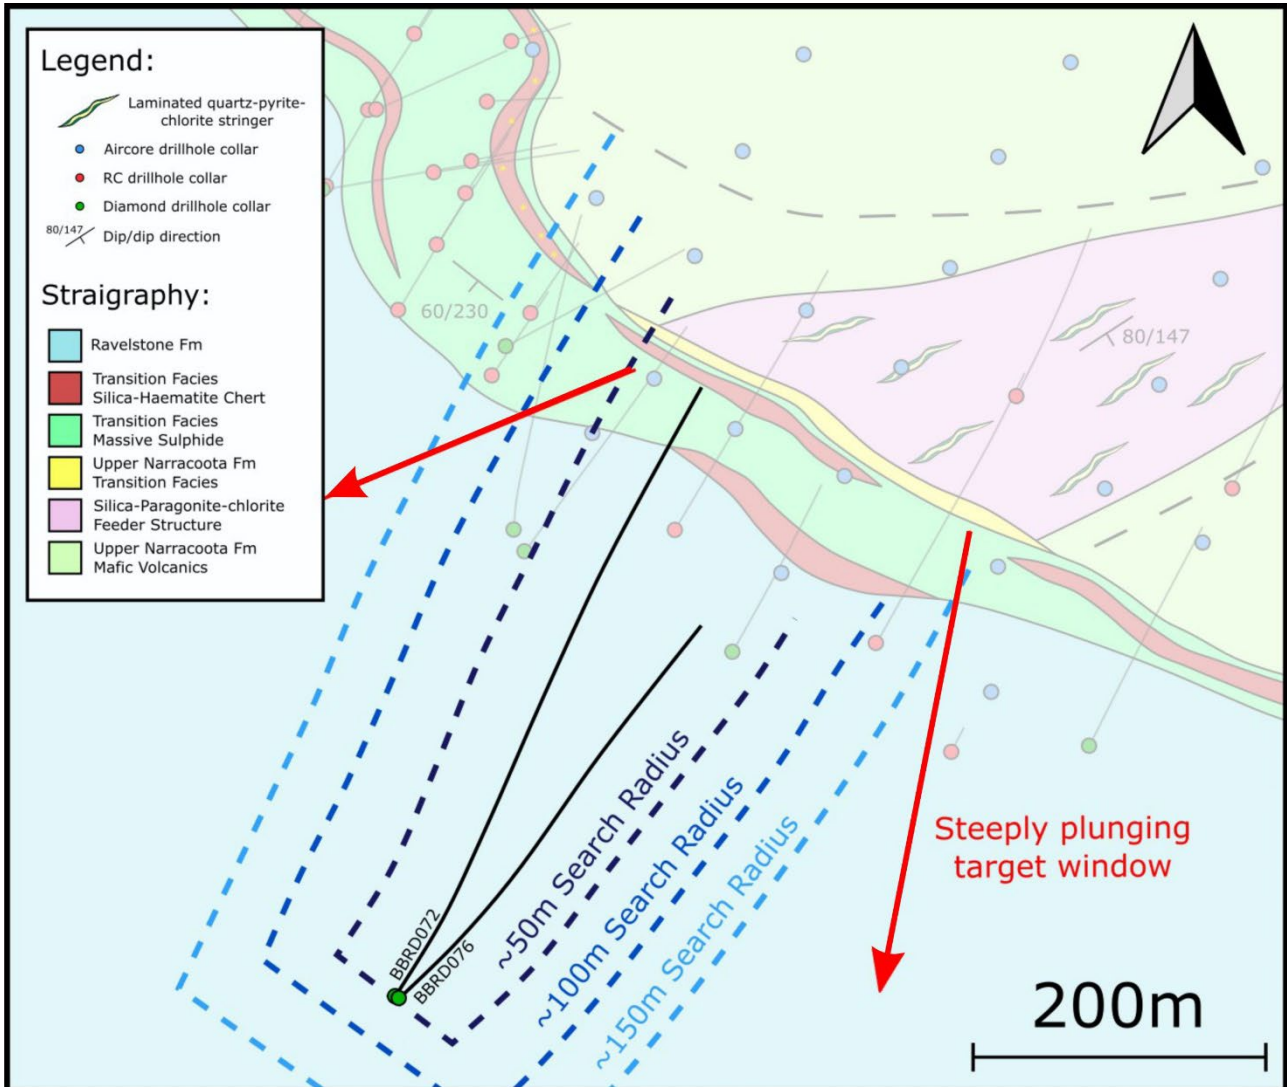 Legend:
Laminated quartz-pyrite-
chlorite stringer
Aircore drillhole collar
RC drillhole collar
Diamond drillhole collar
80/147
Dip/dip direction
Straigraphy:
Ravelstone Fm
Transition Facies
Silica-Haematite Chert
Transition Facies
Massive Sulphide
Upper Narracoota Fm
Transition Facies
Silica-Paragonite-chlorite
Feeder Structure
Upper Narracoota Fm
Mafic Volcanics
60/230
80/147
BBRD072
BBRD076
~50m Search Radius
~100m Search Radius
~150m Search Radius
Steeply plunging
target window
200m